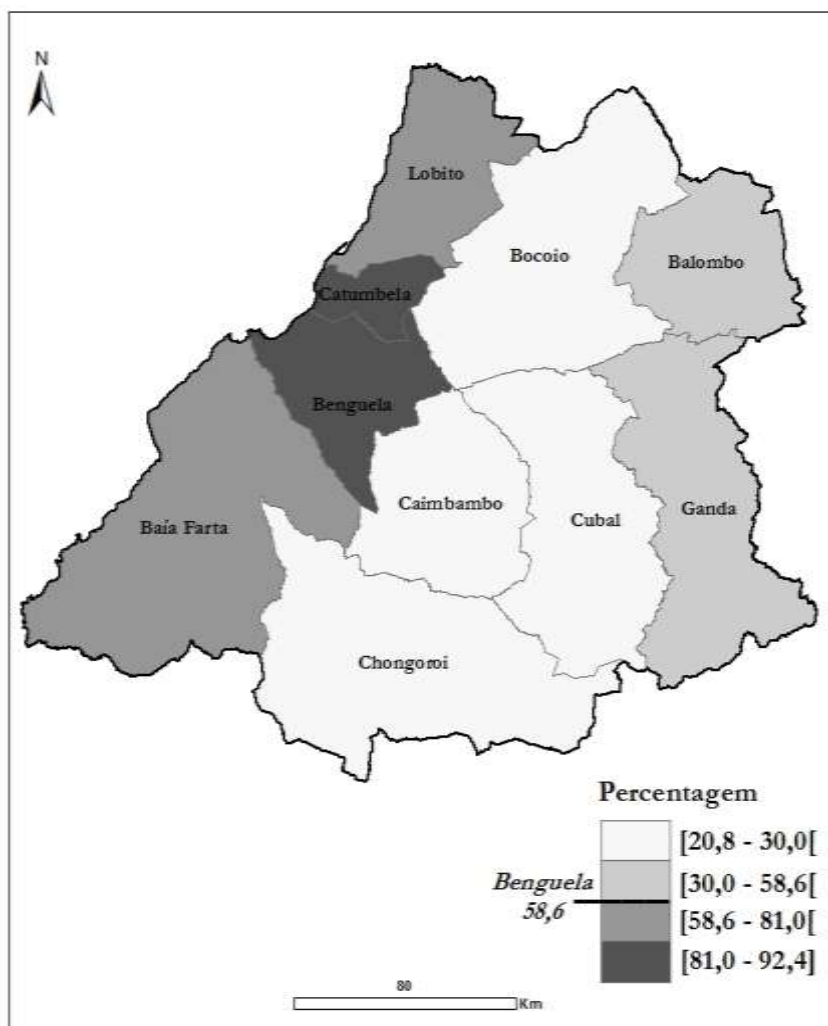 N
Lobito
Bocoio
Balombo
Catumbela
Benguela
Caimbambo
Cubal
Ganda
Baía Farta
Chongoroi
Percentagem
[20,8 - 30,0[
[30,0 - 58,6[
Benguela
58,6
[58,6 - 81,0[
[81,0 - 92,4]
80
Km